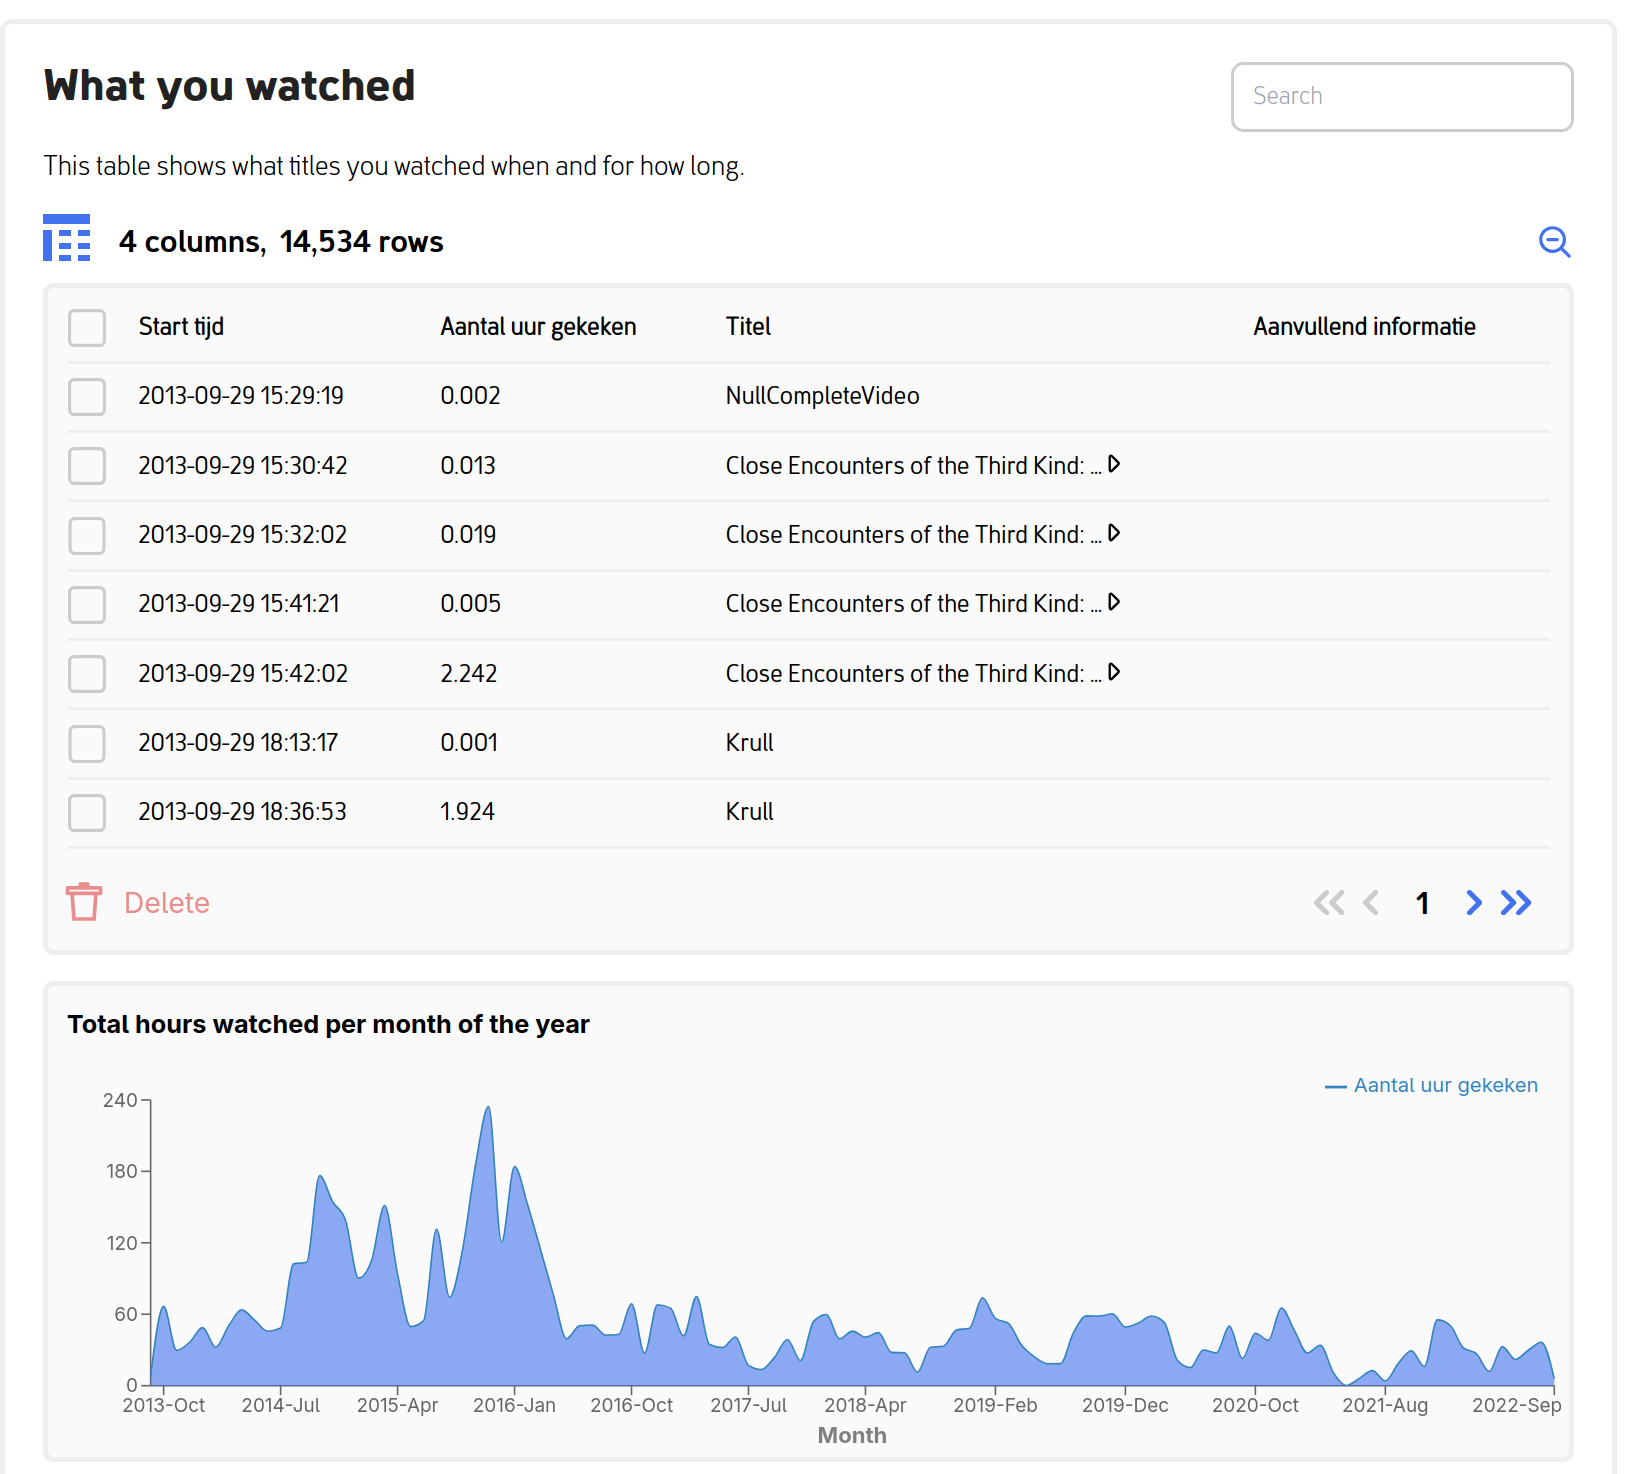 What you watched
Search
This table shows what titles you watched when and for how long.
4 columns, 14,534 rows
Start tijd Aantal uur gekeken Titel Aanvullend informatie
2013-09-29 15:29:19 0.002 NullCompleteVideo
2013-09-29 15:30:42 0.013 Close Encounters of the Third Kind: ...
2013-09-29 15:32:02 0.019 Close Encounters of the Third Kind: ...
2013-09-29 15:41:21 0.005 Close Encounters of the Third Kind: ...
2013-09-29 15:42:02 2.242 Close Encounters of the Third Kind: ...
2013-09-29 18:13:17 0.001 Krull
2013-09-29 18:36:53 1.924 Krull
Delete 1
Total hours watched per month of the year
Aantal uur gekeken
240
180
120
60
0
2013-Oct 2014-Jul 2015-Apr 2016-Jan 2016-Oct 2017-Jul 2018-Apr 2019-Feb 2019-Dec 2020-Oct 2021-Aug 2022-Sep
Month